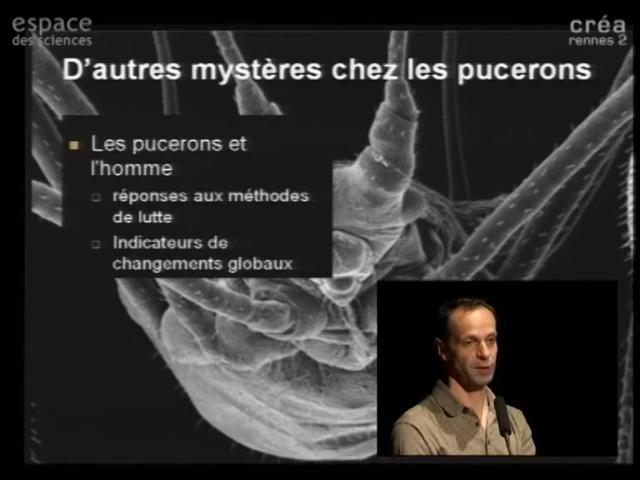 espace
des sciences
créa
rennes 2
D'autres mystères chez les pucerons
Les pucerons et
l'homme
réponses aux méthodes
de lutte
Indicateurs de
changements globaux